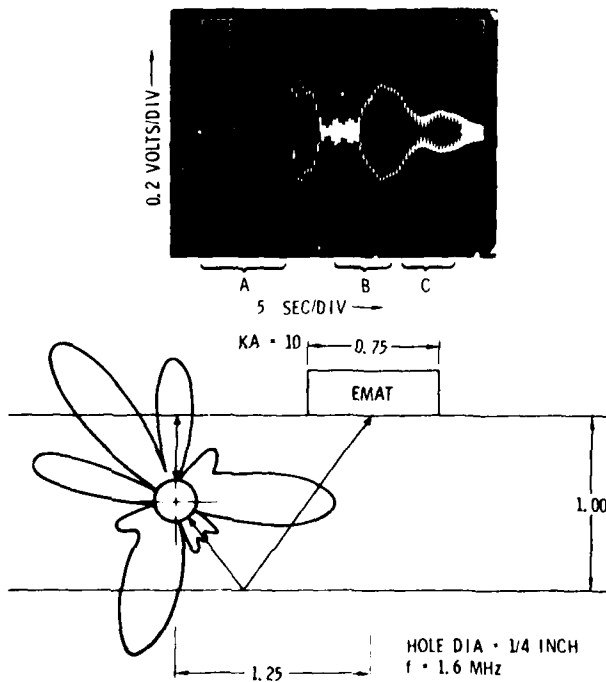 0.2 VOLTS/DIV
A
B
C
5 SEC/DIV
KA = 10
0.75
EMAT
1.00
1.25
HOLE DIA = 1/4 INCH
f = 1.6 MHz